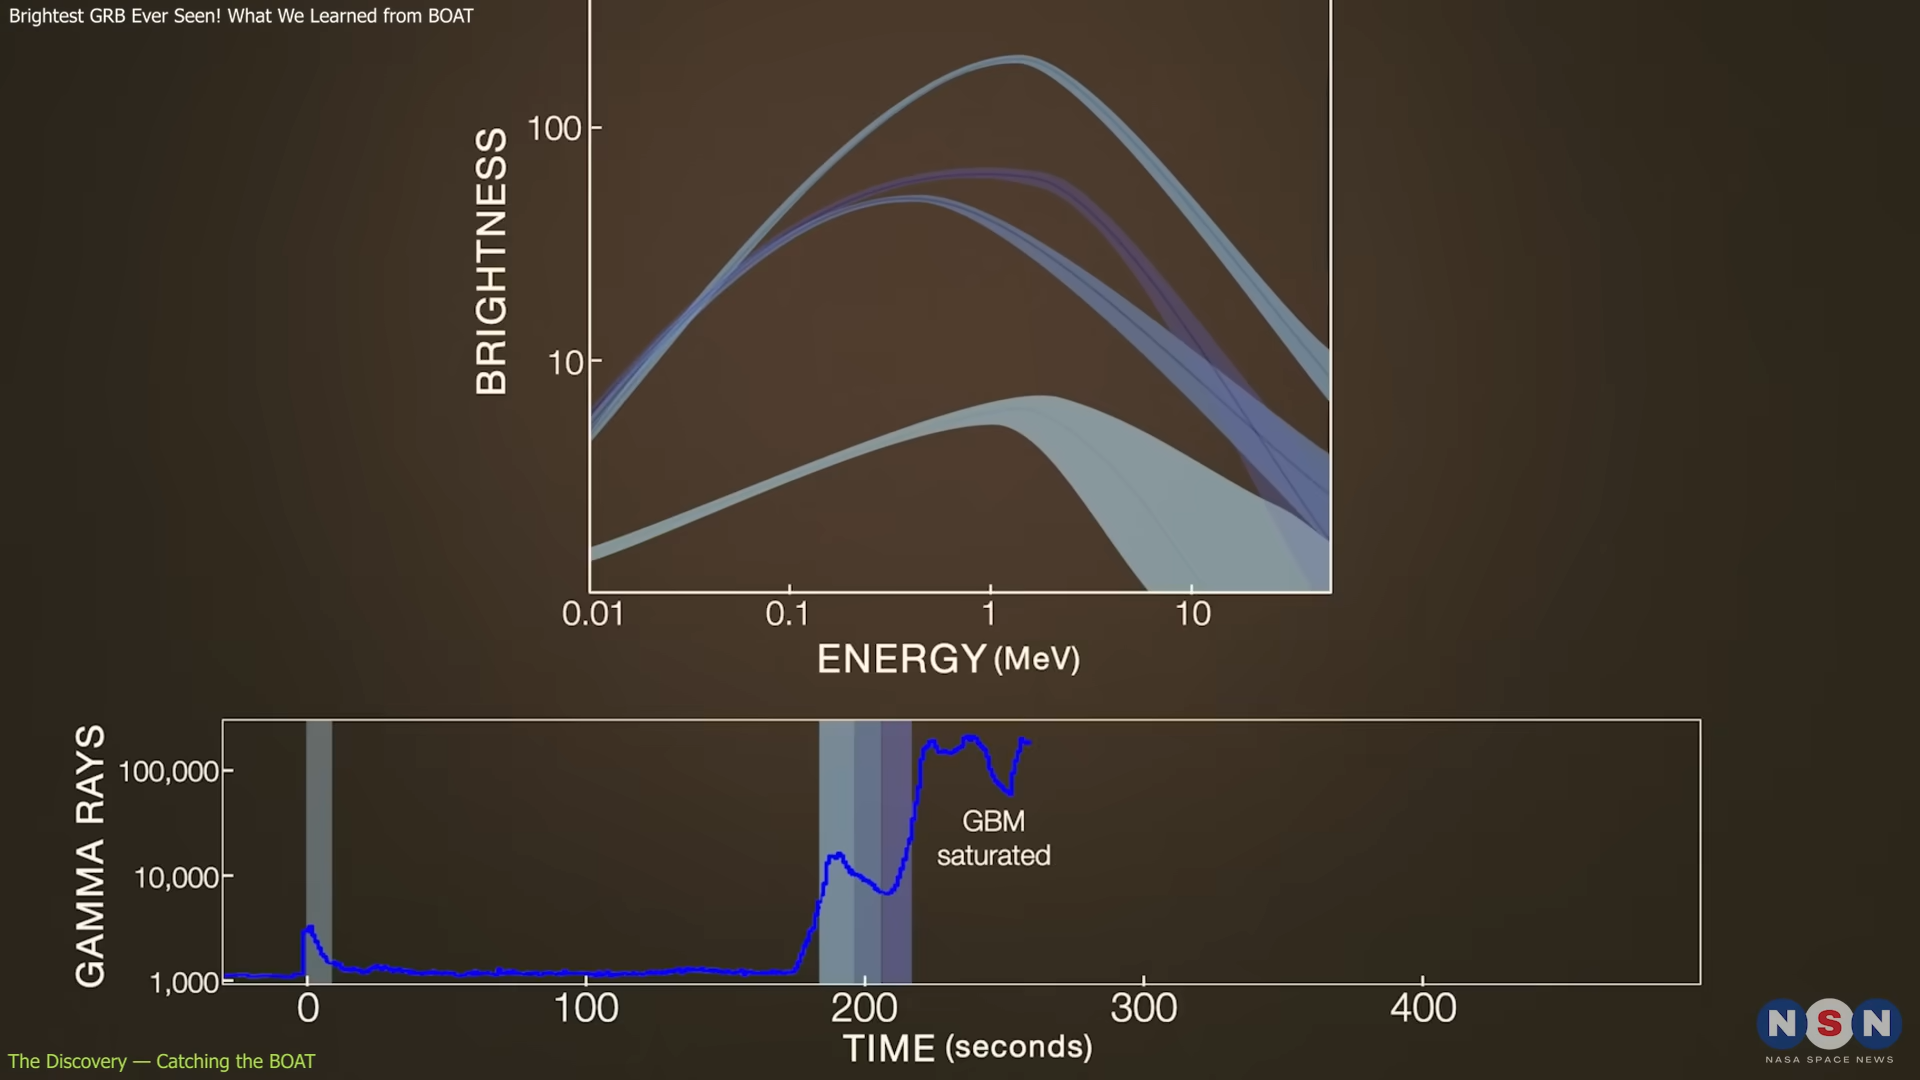 Brightest GRB Ever Seen! What We Learned from BOAT
BRIGHTNESS
100
10
0.01 0.1 1 10
ENERGY (MeV)
GAMMA RAYS
100,000
10,000
1,000
GBM
saturated
0 100 200 300 400
TIME (seconds)
The Discovery — Catching the BOAT
NSN
NASA SPACE NEWS